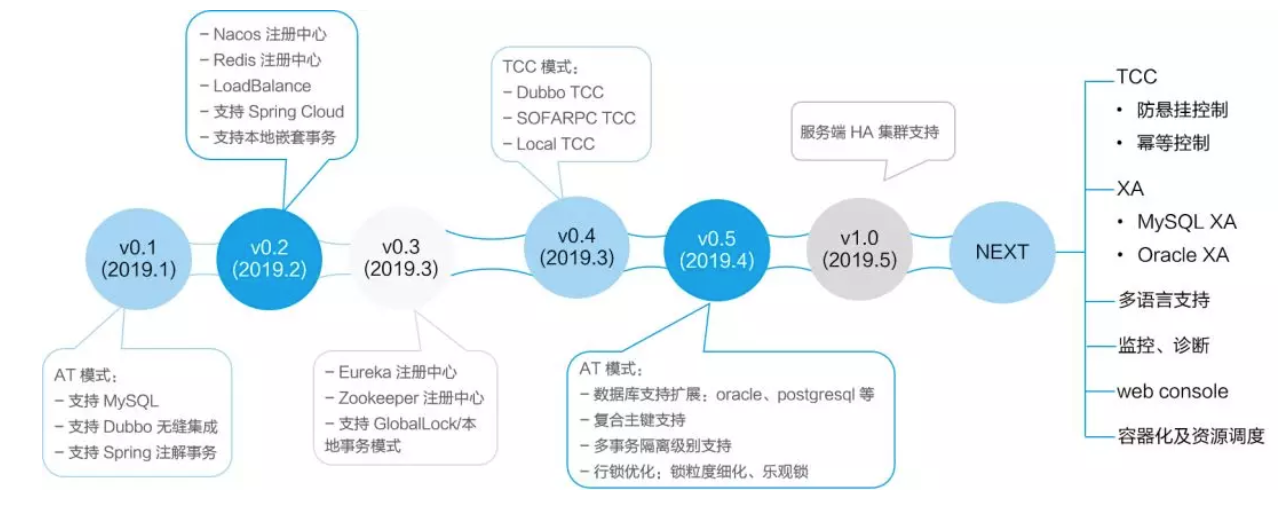 – Nacos 注册中心
– Redis 注册中心
– LoadBalance
– 支持 Spring Cloud
– 支持本地嵌套事务
TCC 模式：
– Dubbo TCC
– SOFARPC TCC
– Local TCC
服务端 HA 集群支持
v0.1
(2019.1)
v0.2
(2019.2)
v0.3
(2019.3)
v0.4
(2019.3)
v0.5
(2019.4)
v1.0
(2019.5)
NEXT
AT 模式：
– 支持 MySQL
– 支持 Dubbo 无缝集成
– 支持 Spring 注解事务
– Eureka 注册中心
– Zookeeper 注册中心
– 支持 GlobalLock/本
地事务模式
AT 模式：
– 数据库支持扩展：oracle、postgresql 等
– 复合主键支持
– 多事务隔离级别支持
– 行锁优化；锁粒度细化、乐观锁
TCC
• 防悬挂控制
• 幂等控制
XA
• MySQL XA
• Oracle XA
多语言支持
监控、诊断
web console
容器化及资源调度